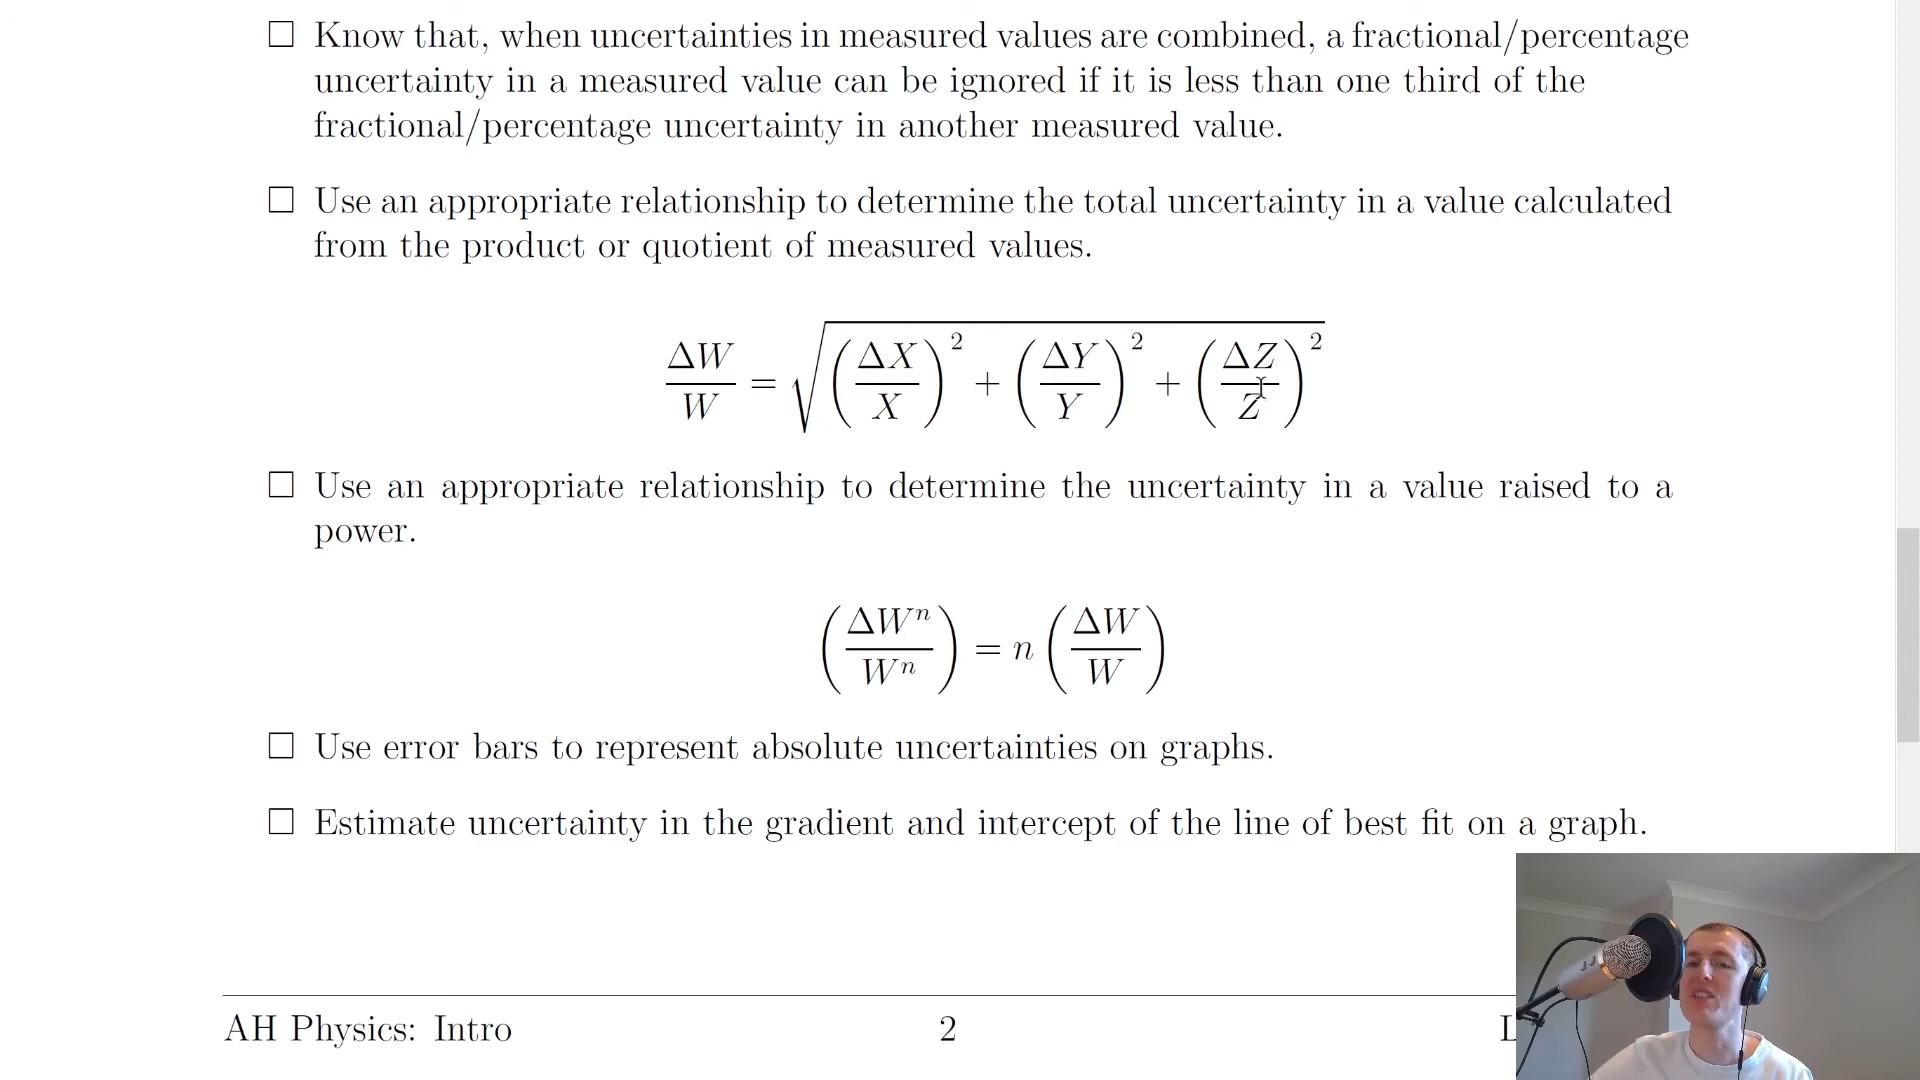 ☐ Know that, when uncertainties in measured values are combined, a fractional/percentage
uncertainty in a measured value can be ignored if it is less than one third of the
fractional/percentage uncertainty in another measured value.
☐ Use an appropriate relationship to determine the total uncertainty in a value calculated
from the product or quotient of measured values.
ΔW/W = √((ΔX/X)² + (ΔY/Y)² + (ΔZ/Z)²)
☐ Use an appropriate relationship to determine the uncertainty in a value raised to a
power.
(ΔWⁿ/Wⁿ) = n (ΔW/W)
☐ Use error bars to represent absolute uncertainties on graphs.
☐ Estimate uncertainty in the gradient and intercept of the line of best fit on a graph.
AH Physics: Intro 2